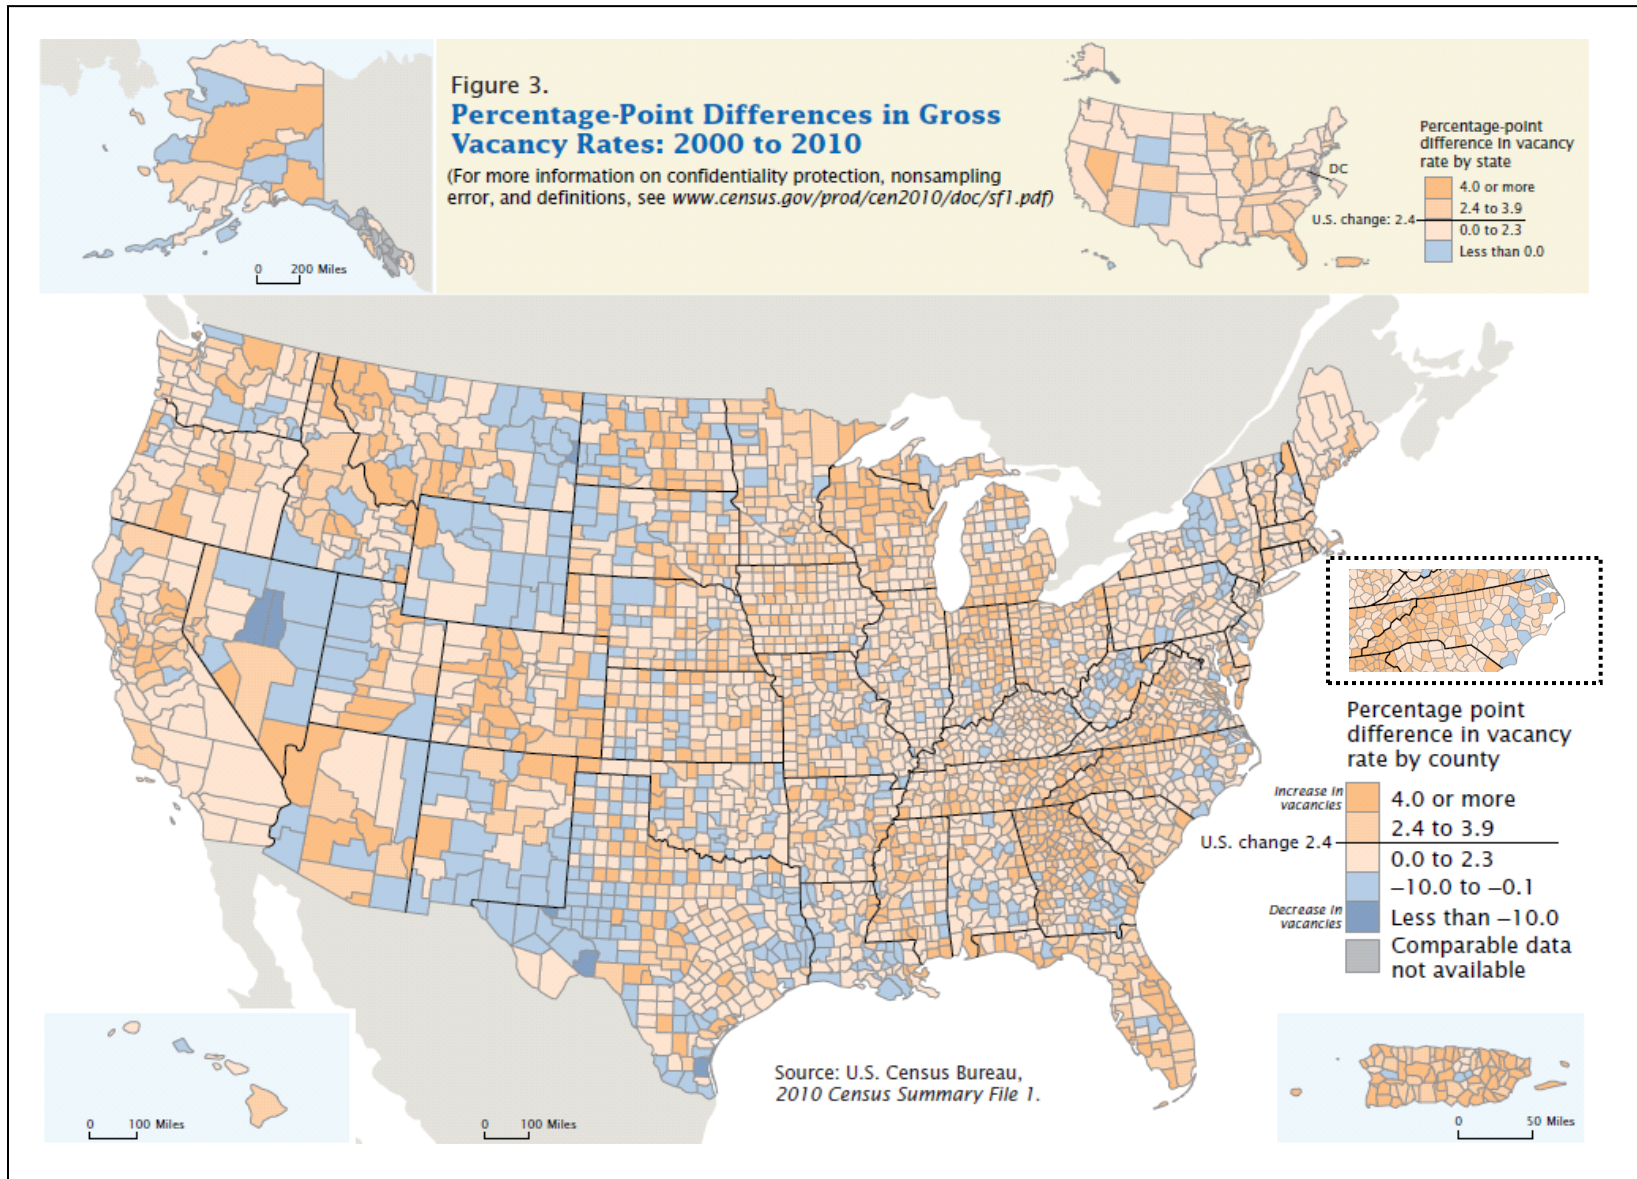 Figure 3.
Percentage-Point Differences in Gross
Vacancy Rates: 2000 to 2010
(For more information on confidentiality protection, nonsampling
error, and definitions, see www.census.gov/prod/cen2010/doc/sf1.pdf)
0 200 Miles
DC
Percentage-point
difference in vacancy
rate by state
4.0 or more
2.4 to 3.9
U.S. change: 2.4
0.0 to 2.3
Less than 0.0
Percentage point
difference in vacancy
rate by county
Increase in
vacancies
4.0 or more
2.4 to 3.9
U.S. change 2.4
0.0 to 2.3
–10.0 to –0.1
Decrease in
vacancies
Less than –10.0
Comparable data
not available
Source: U.S. Census Bureau,
2010 Census Summary File 1.
0 100 Miles
0 100 Miles
0 50 Miles